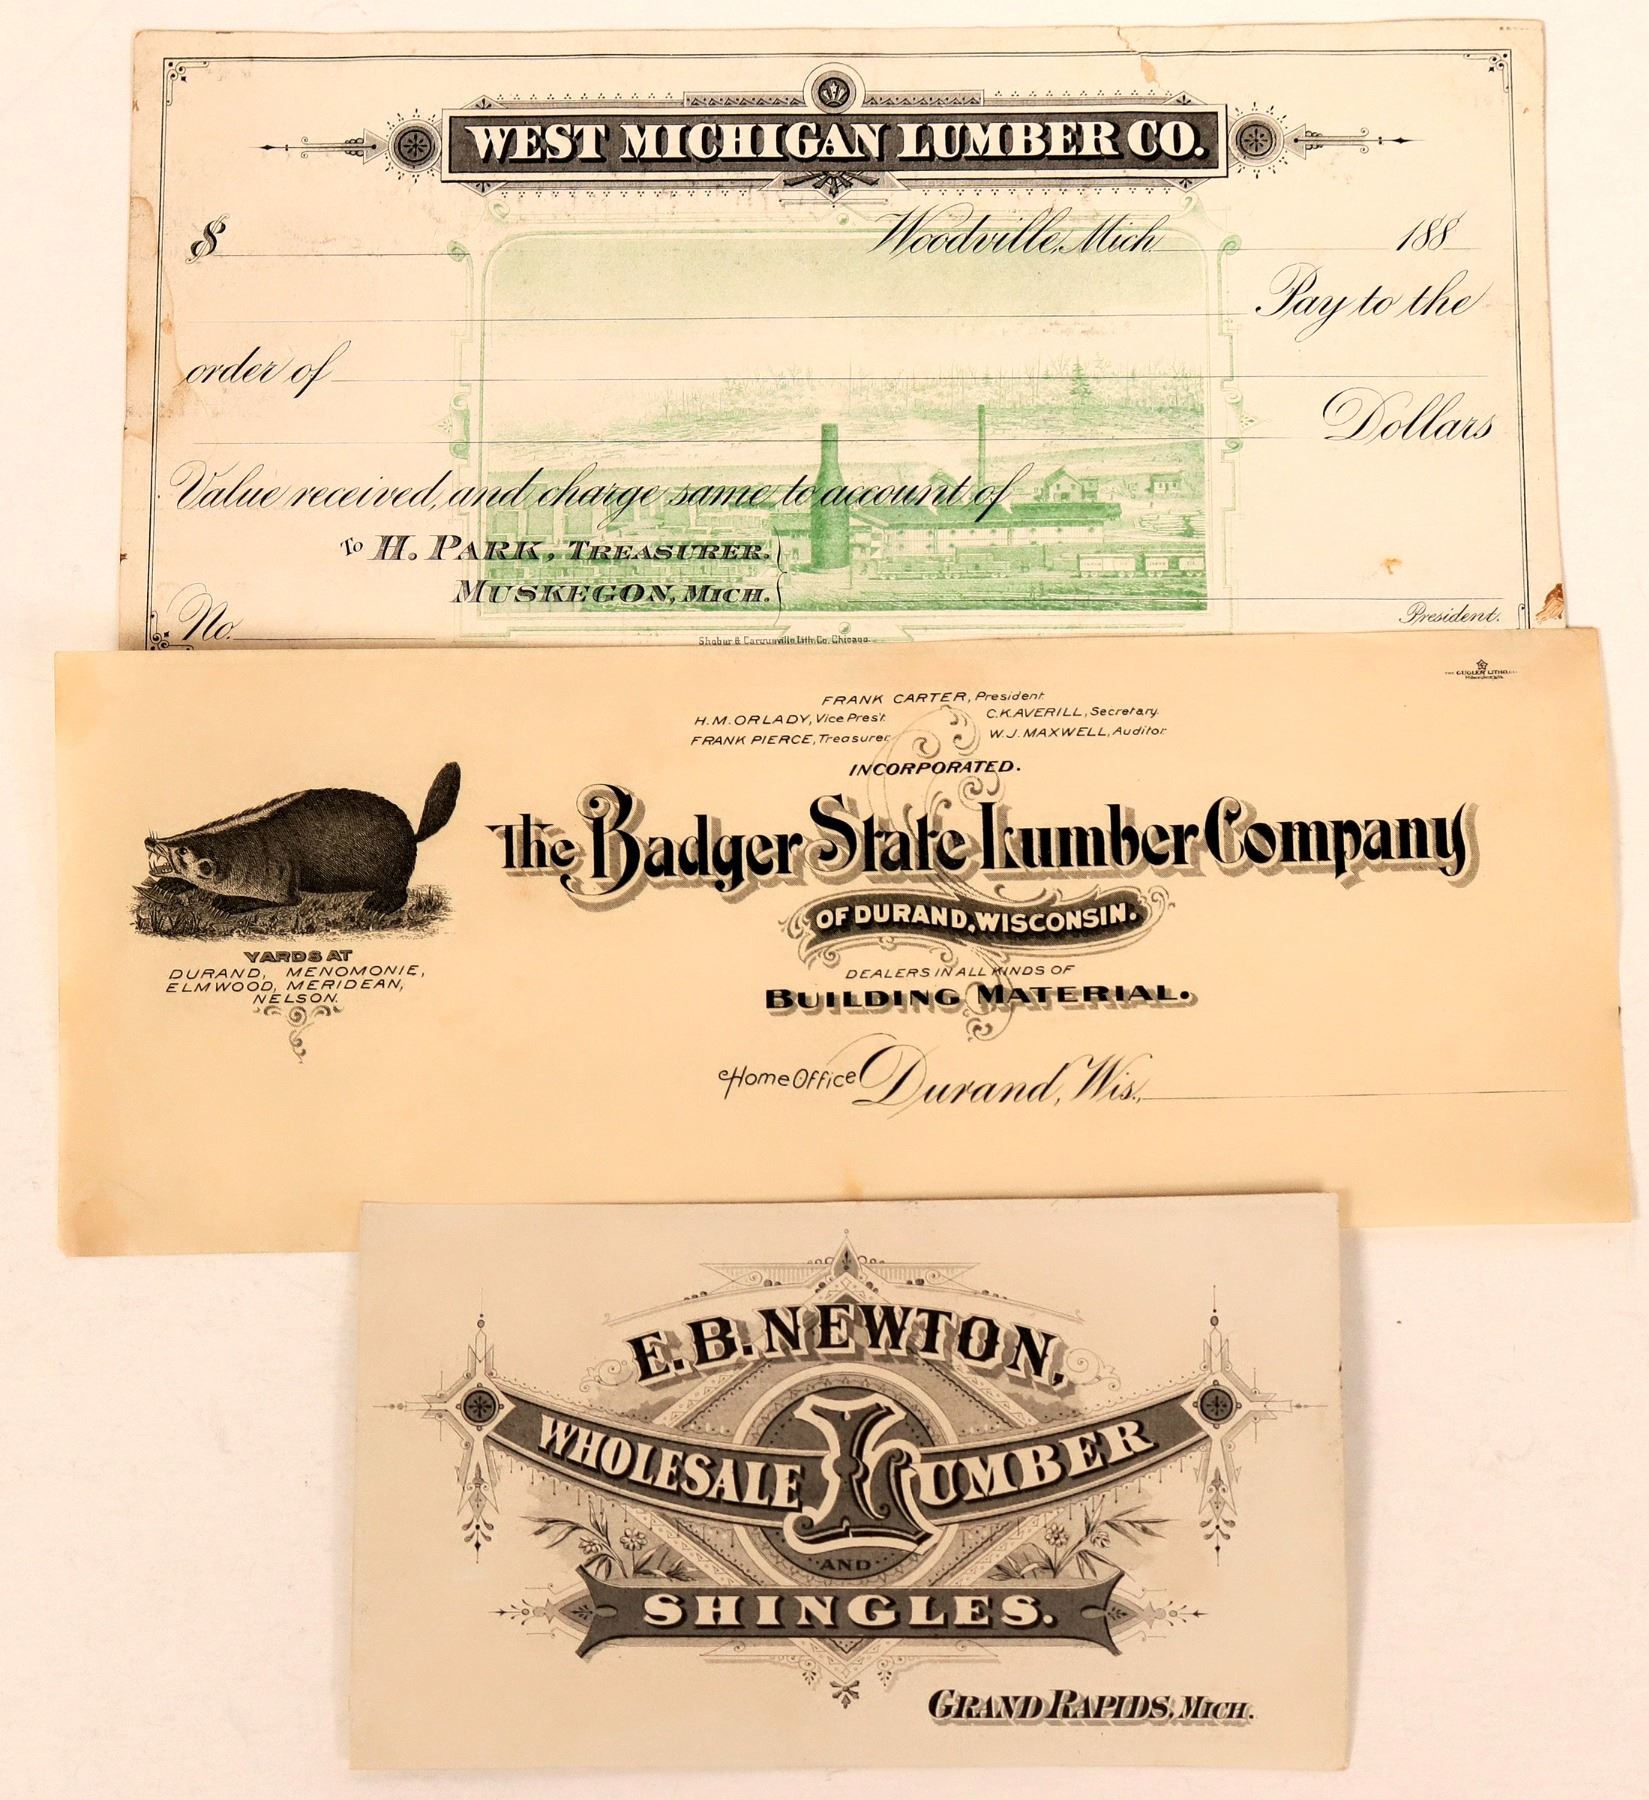 WEST MICHIGAN LUMBER CO.
$ Woodville, Mich 188
Pay to the
order of
Dollars
Value received, and charge same to account of
To H. PARK, TREASURER.
MUSKEGON, MICH.
No. President.
Lith. Co. Chicago.
FRANK CARTER, President
H. M. ORLADY, Vice Pres't. C. K. AVERILL, Secretary.
FRANK PIERCE, Treasurer W. J. MAXWELL, Auditor
INCORPORATED.
The Badger State Lumber Company
OF DURAND, WISCONSIN.
YARDS AT
DURAND, MENOMONIE,
ELMWOOD, MERIDEAN,
NELSON.
DEALERS IN ALL KINDS OF
BUILDING MATERIAL.
Home Office Durand, Wis.,
E. B. NEWTON,
WHOLESALE LUMBER
AND
SHINGLES.
GRAND RAPIDS, MICH.